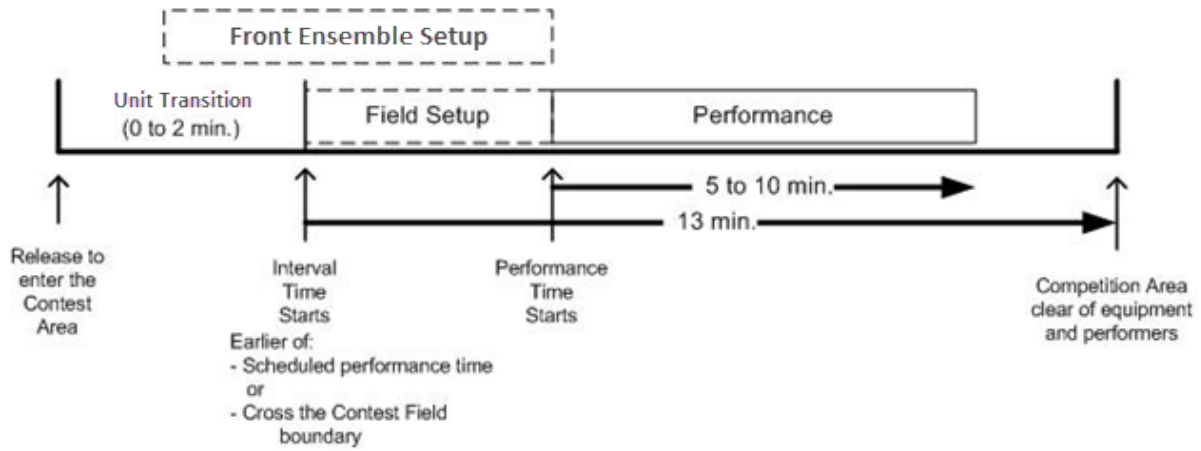 Front Ensemble Setup
Unit Transition
(0 to 2 min.)
Field Setup
Performance
5 to 10 min.
13 min.
Release to
enter the
Contest
Area
Interval
Time
Starts
Earlier of:
- Scheduled performance time
or
- Cross the Contest Field
boundary
Performance
Time
Starts
Competition Area
clear of equipment
and performers